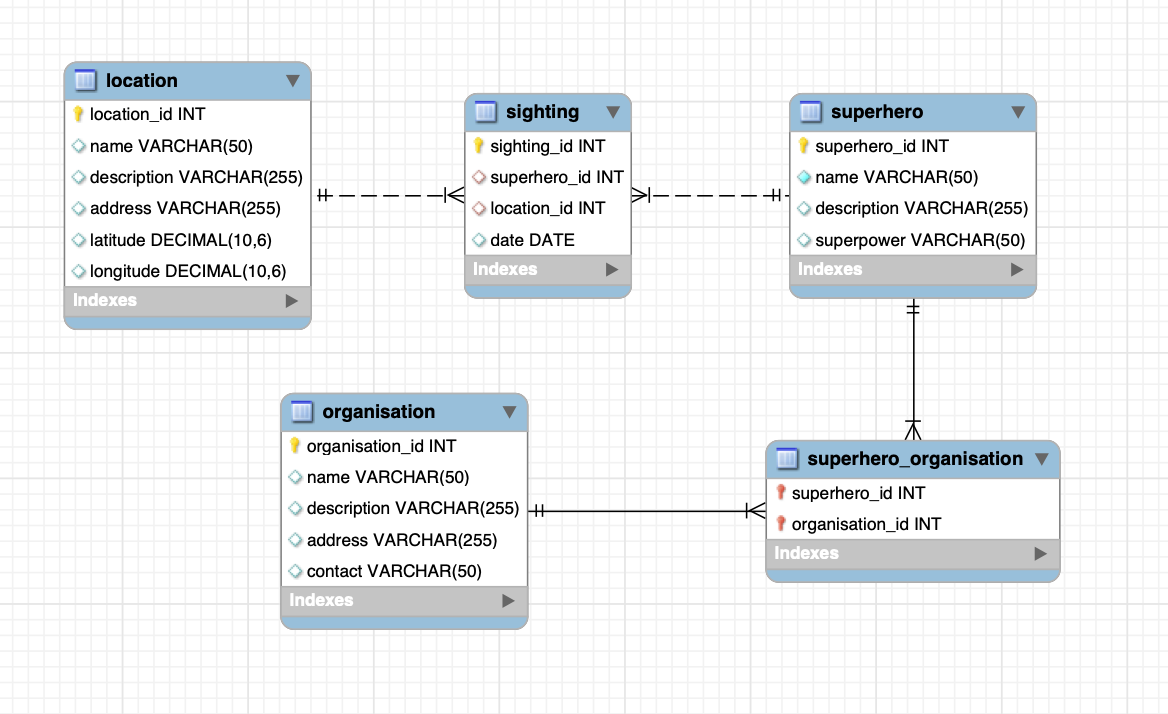 location
location_id INT
name VARCHAR(50)
description VARCHAR(255)
address VARCHAR(255)
latitude DECIMAL(10,6)
longitude DECIMAL(10,6)
Indexes
sighting
sighting_id INT
superhero_id INT
location_id INT
date DATE
Indexes
superhero
superhero_id INT
name VARCHAR(50)
description VARCHAR(255)
superpower VARCHAR(50)
Indexes
organisation
organisation_id INT
name VARCHAR(50)
description VARCHAR(255)
address VARCHAR(255)
contact VARCHAR(50)
Indexes
superhero_organisation
superhero_id INT
organisation_id INT
Indexes